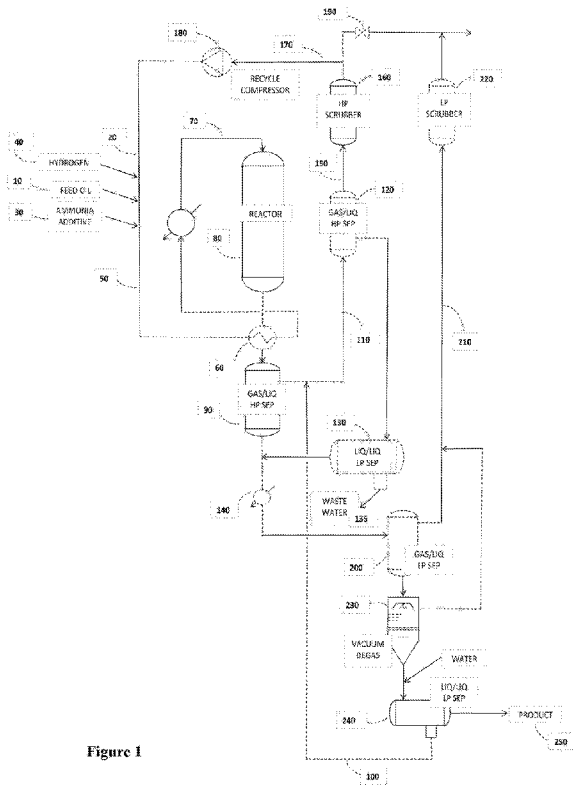 190
180
170
RECYCLE
COMPRESSOR
160
HP
SCRUBBER
220
LP
SCRUBBER
70
20
40
HYDROGEN
10
FEED OIL
30
AMMONIA
ADDITIVE
150
120
GAS/LIQ
HP SEP
REACTOR
80
50
60
110
210
GAS/LIQ
HP SEP
90
130
LIQ/LIQ
LP SEP
WASTE
WATER
135
140
200
GAS/LIQ
LP SEP
230
VACUUM
DEGAS
WATER
LIQ/LIQ
LP SEP
240
PRODUCT
250
Figure 1
100